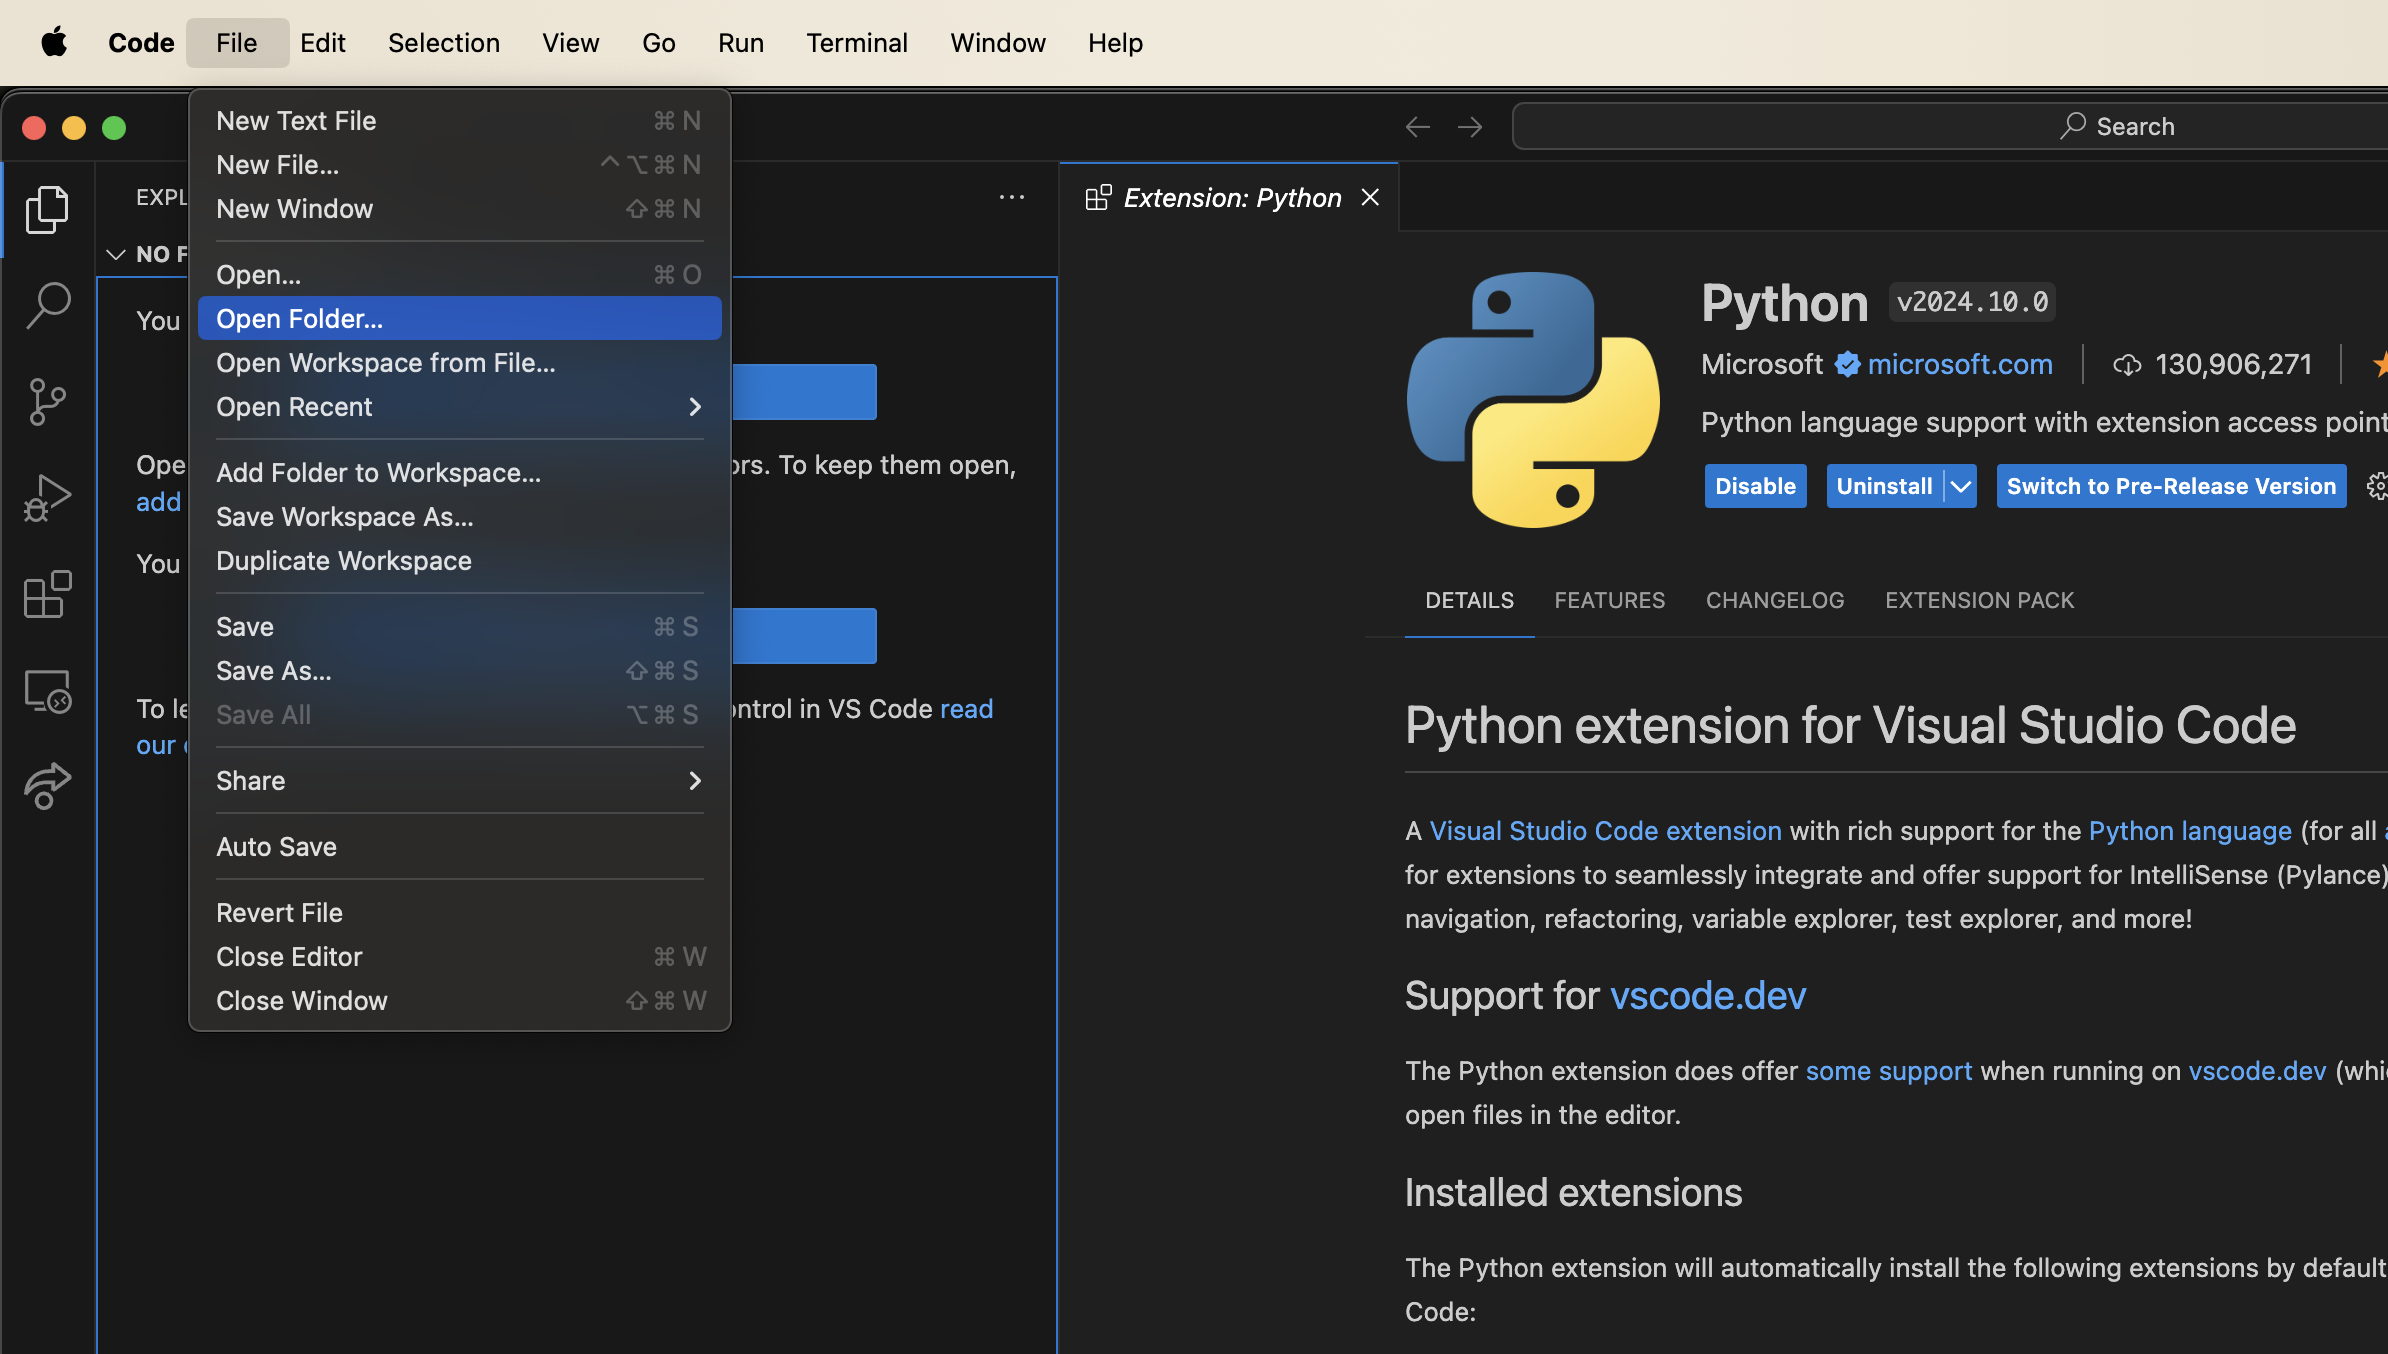 Code File Edit Selection View Go Run Terminal Window Help
Search
New Text File ⌘ N
New File... ^⌥⌘ N
New Window ⇧⌘ N
Open... ⌘ O
Open Folder...
Open Workspace from File...
Open Recent
Add Folder to Workspace...
Save Workspace As...
Duplicate Workspace
Save ⌘ S
Save As... ⇧⌘ S
Save All ⌥⌘ S
Share
Auto Save
Revert File
Close Editor ⌘ W
Close Window ⇧⌘ W
NO
You
To keep them open,
add
You
To
in VS Code read
our
Extension: Python
Python v2024.10.0
Microsoft microsoft.com 130,906,271
Python language support with extension access point
Disable Uninstall Switch to Pre-Release Version
DETAILS FEATURES CHANGELOG EXTENSION PACK
Python extension for Visual Studio Code
A Visual Studio Code extension with rich support for the Python language (for all
for extensions to seamlessly integrate and offer support for IntelliSense (Pylance)
navigation, refactoring, variable explorer, test explorer, and more!
Support for vscode.dev
The Python extension does offer some support when running on vscode.dev
open files in the editor.
Installed extensions
The Python extension will automatically install the following extensions by default
Code: